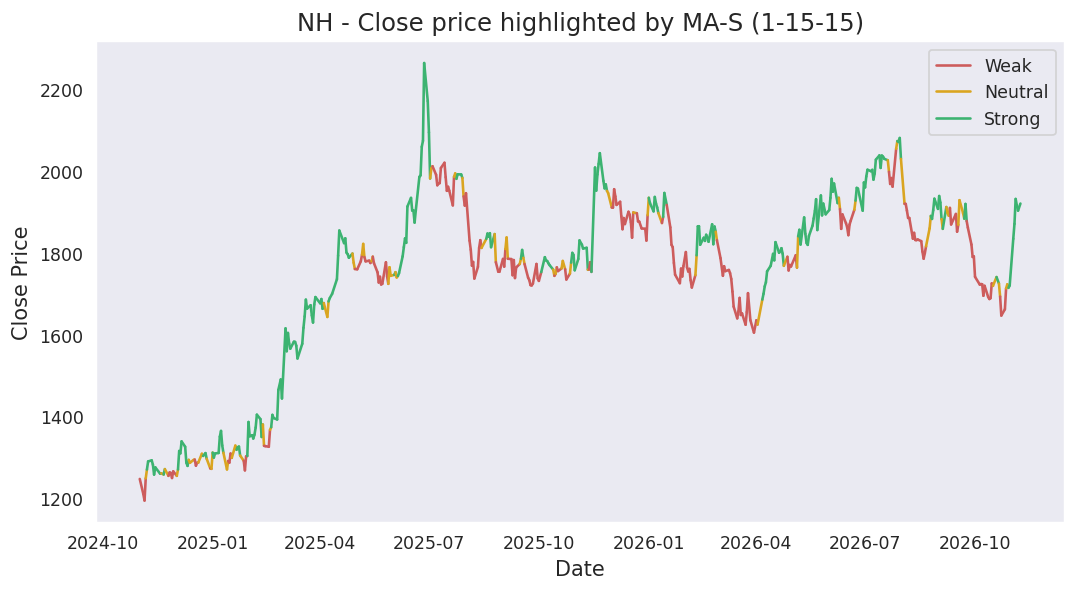 NH - Close price highlighted by MA-S (1-15-15)
Weak
Neutral
Strong
Close Price
2200
2000
1800
1600
1400
1200
2024-10 2025-01 2025-04 2025-07 2025-10 2026-01 2026-04 2026-07 2026-10
Date